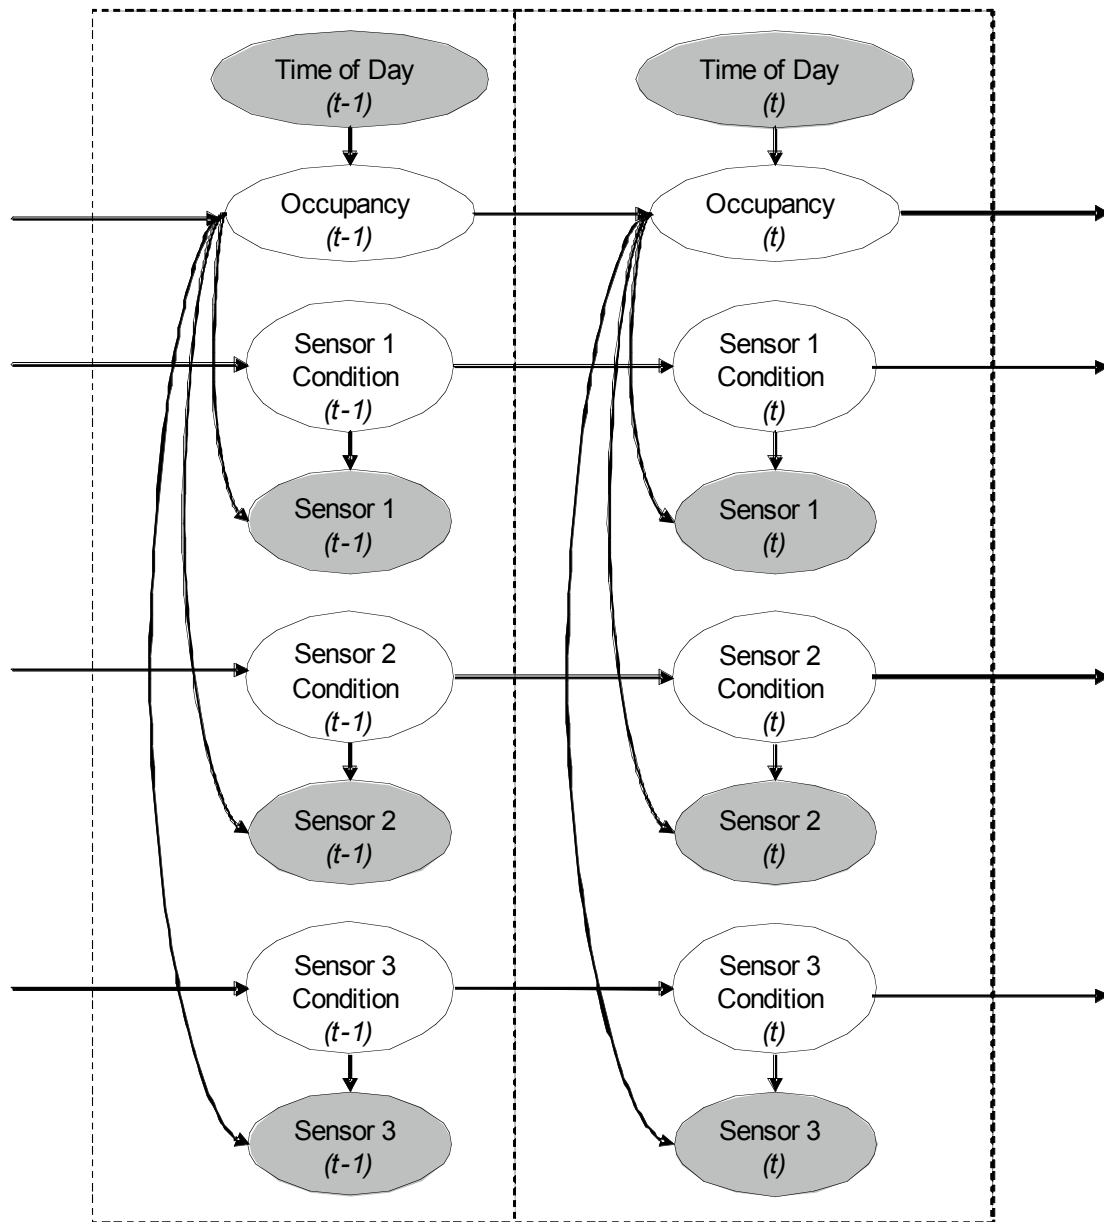 Time of Day
(t-1)
Occupancy
(t-1)
Sensor 1
Condition
(t-1)
Sensor 1
(t-1)
Sensor 2
Condition
(t-1)
Sensor 2
(t-1)
Sensor 3
Condition
(t-1)
Sensor 3
(t-1)
Time of Day
(t)
Occupancy
(t)
Sensor 1
Condition
(t)
Sensor 1
(t)
Sensor 2
Condition
(t)
Sensor 2
(t)
Sensor 3
Condition
(t)
Sensor 3
(t)